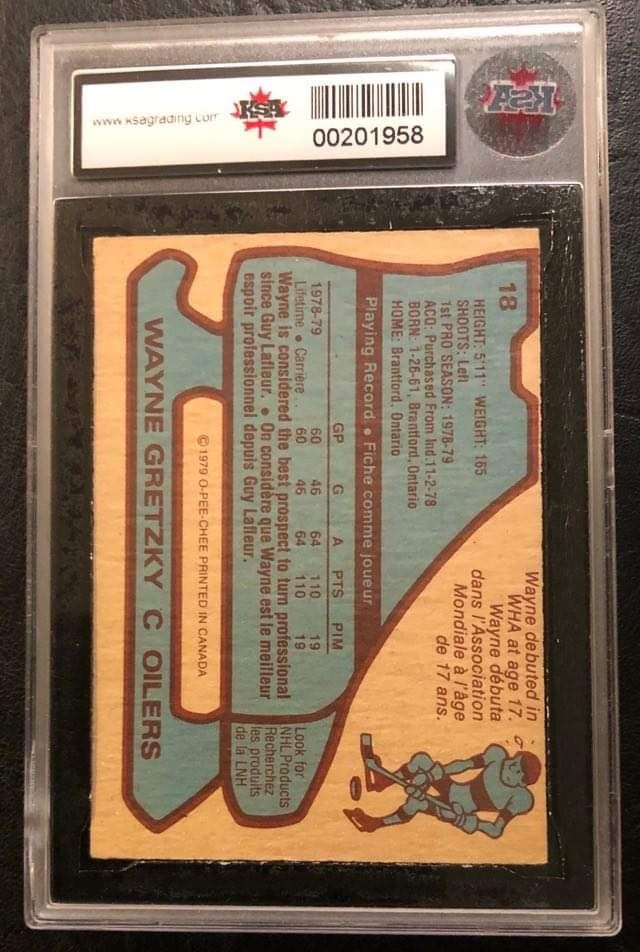 www.ksagrading.com
KSA
00201958
KSA
18
HEIGHT: 5'11" WEIGHT: 165
SHOOTS: Left
1st PRO SEASON: 1978-79
ACQ: Purchased From Ind. 11-2-78
BORN: 1-26-61, Brantford, Ontario
HOME: Brantford, Ontario
Wayne debuted in
WHA at age 17.
Wayne débuta
dans l'Association
Mondiale à l'âge
de 17 ans.
Playing Record • Fiche comme joueur
GP G A PTS PIM
1978-79 60 46 64 110 19
Lifetime • Carrière .. 60 46 64 110 19
Wayne is considered the best prospect to turn professional
since Guy Lafleur. • On considère que Wayne est le meilleur
espoir professionnel depuis Guy Lafleur.
Look for
NHL Products
Recherchez
les produits
de la LNH
© 1979 O-PEE-CHEE PRINTED IN CANADA
WAYNE GRETZKY C OILERS